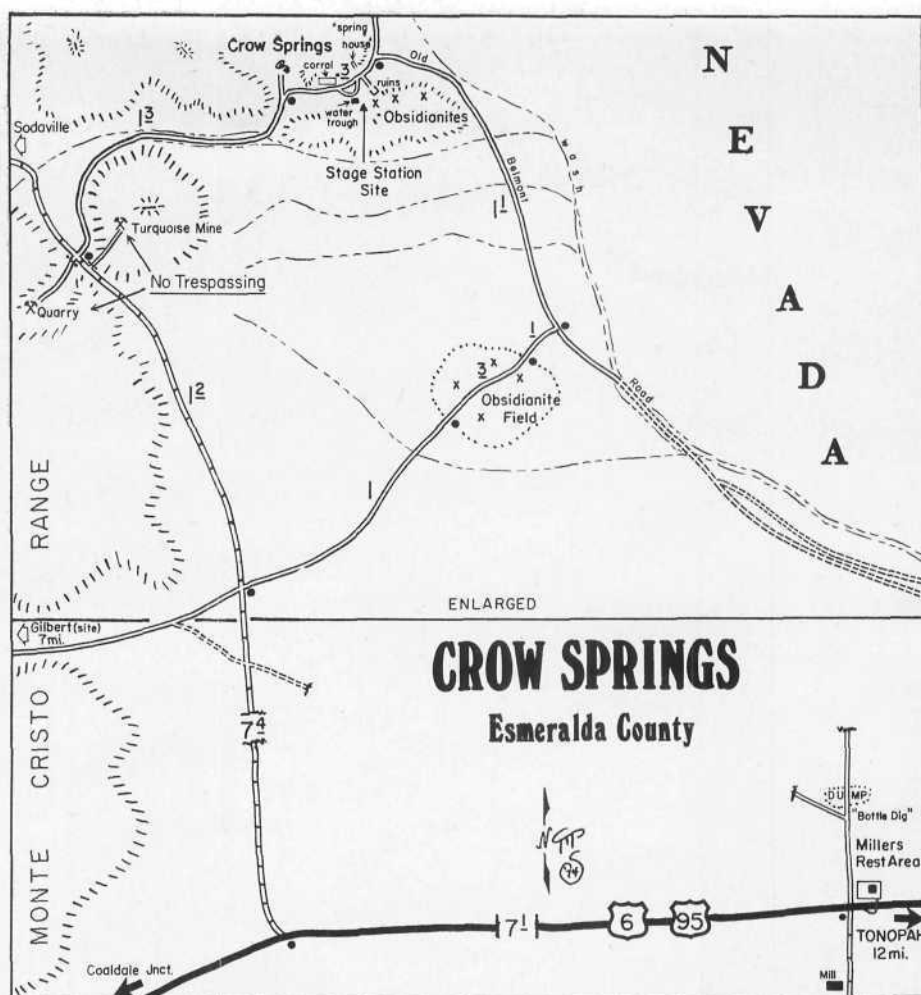 Crow Springs
spring
house
corral
3
ruins
water
trough
Obsidianites
Stage Station
Site
Old
Belmont
Road
wash
N
E
V
A
D
A
Sodaville
1 3
Turquoise Mine
No Trespassing
Quarry
1 1
1 2
1
3
Obsidianite
Field
1
RANGE
ENLARGED
Gilbert (site)
7mi.
CROW SPRINGS
Esmeralda County
7 4
CRISTO
MONTE
N
DUMP
"Bottle Dig"
Millers
Rest Area
7 1
6
95
TONOPAH
12 mi.
Coaldale Jnct.
Mill